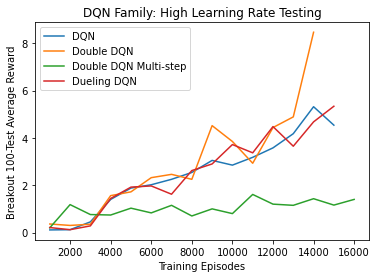 DQN Family: High Learning Rate Testing
DQN
Double DQN
Double DQN Multi-step
Dueling DQN
Breakout 100-Test Average Reward
8
6
4
2
0
2000 4000 6000 8000 10000 12000 14000 16000
Training Episodes